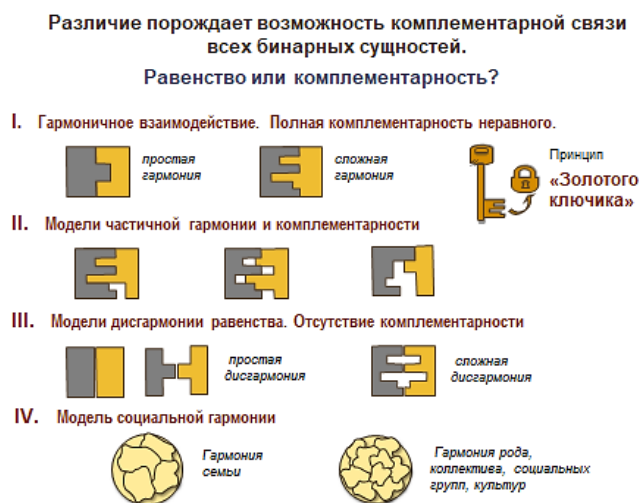 Различие порождает возможность комплементарной связи
всех бинарных сущностей.
Равенство или комплементарность?
I. Гармоничное взаимодействие. Полная комплементарность неравного.
простая
гармония
сложная
гармония
Принцип
«Золотого
ключика»
II. Модели частичной гармонии и комплементарности
III. Модели дисгармонии равенства. Отсутствие комплементарности
простая
дисгармония
сложная
дисгармония
IV. Модель социальной гармонии
Гармония
семьи
Гармония рода,
коллектива, социальных
групп, культур